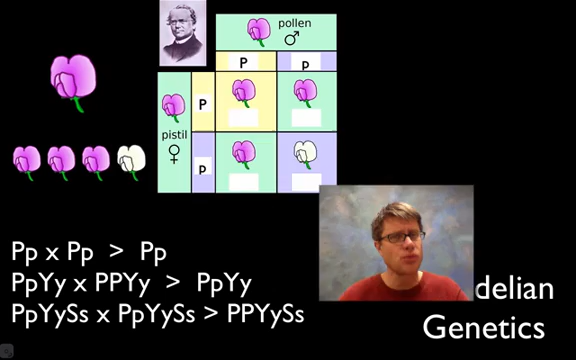 pollen
♂
P p
P
pistil
♀
p
Pp x Pp > Pp
PpYy x PPYy > PpYy
PpYySs x PpYySs > PPYySs
delian
Genetics